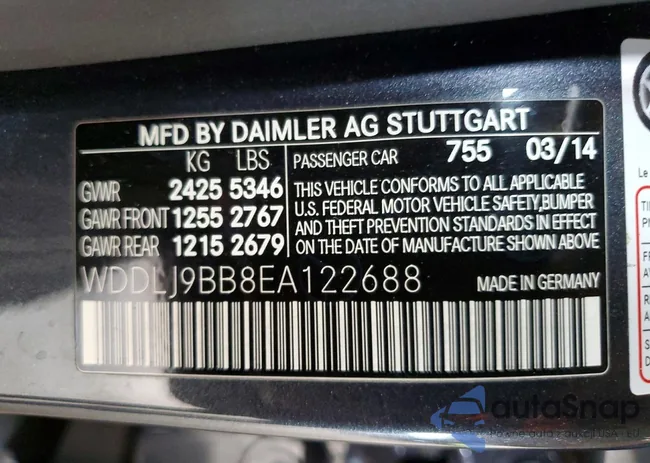 MFD BY DAIMLER AG STUTTGART
KG LBS
PASSENGER CAR 755 03/14
GVWR 2425 5346
GAWR FRONT 1255 2767
GAWR REAR 1215 2679
THIS VEHICLE CONFORMS TO ALL APPLICABLE
U.S. FEDERAL MOTOR VEHICLE SAFETY,BUMPER
AND THEFT PREVENTION STANDARDS IN EFFECT
ON THE DATE OF MANUFACTURE SHOWN ABOVE
WDDLJ9BB8EA122688
MADE IN GERMANY
Le
autoSnap